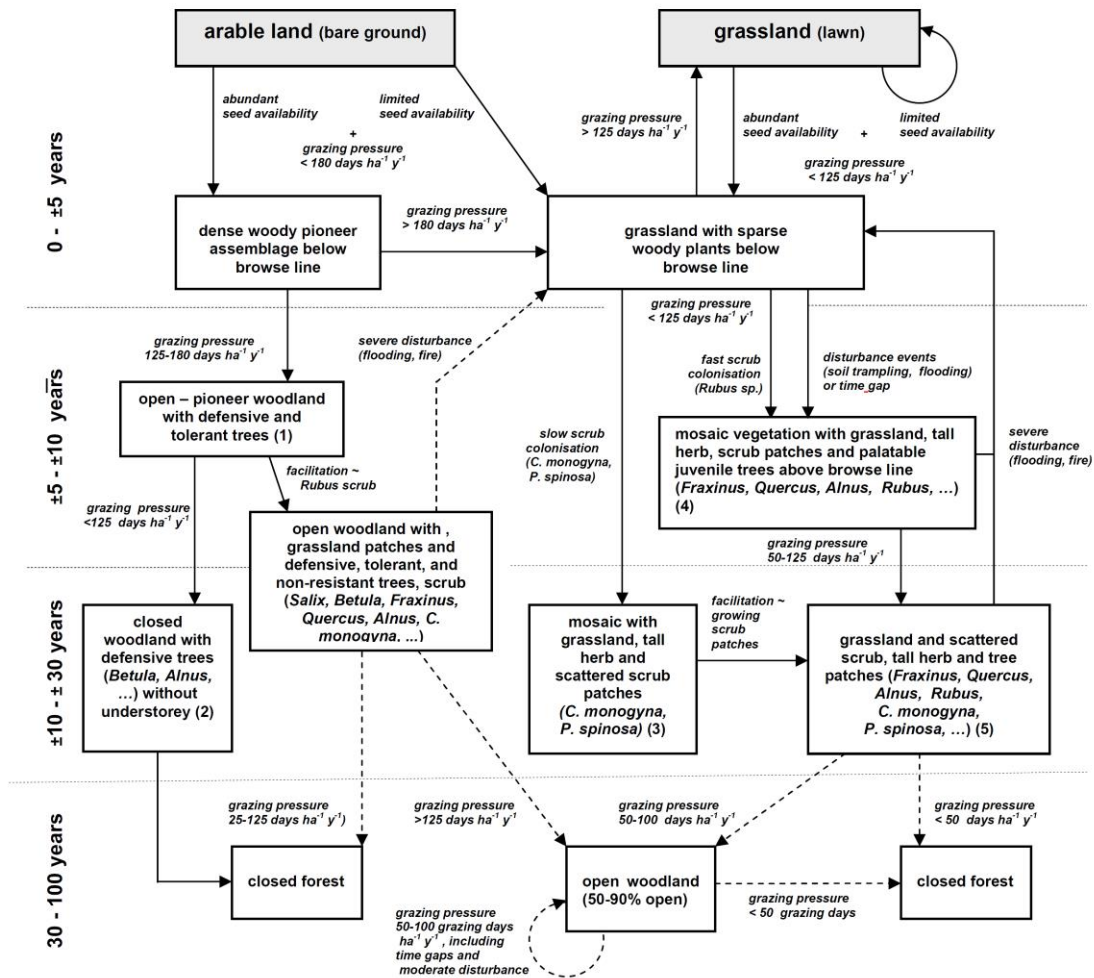 arable land (bare ground)
grassland (lawn)
abundant
seed availability
limited
seed availability
+
grazing pressure
< 180 days ha⁻¹ y⁻¹
grazing pressure
> 125 days ha⁻¹ y⁻¹
abundant
seed availability
+
limited
seed availability
grazing pressure
< 125 days ha⁻¹ y⁻¹
0 - ±5 years
dense woody pioneer
assemblage below
browse line
grazing pressure
> 180 days ha⁻¹ y⁻¹
grassland with sparse
woody plants below
browse line
grazing pressure
125-180 days ha⁻¹ y⁻¹
severe disturbance
(flooding, fire)
grazing pressure
< 125 days ha⁻¹ y⁻¹
fast scrub
colonisation
(Rubus sp.)
disturbance events
(soil trampling, flooding)
or time gap
±5 - ±10 years
open – pioneer woodland
with defensive and
tolerant trees (1)
slow scrub
colonisation
(C. monogyna,
P. spinosa)
mosaic vegetation with grassland, tall
herb, scrub patches and palatable
juvenile trees above browse line
(Fraxinus, Quercus, Alnus, Rubus, …)
(4)
severe
disturbance
(flooding, fire)
facilitation ~
Rubus scrub
grazing pressure
<125 days ha⁻¹ y⁻¹
open woodland with ,
grassland patches and
defensive, tolerant, and
non-resistant trees, scrub
(Salix, Betula, Fraxinus,
Quercus, Alnus, C.
monogyna, ...)
grazing pressure
50-125 days ha⁻¹ y⁻¹
±10 - ± 30 years
closed
woodland with
defensive trees
(Betula, Alnus,
…) without
understorey (2)
mosaic with
grassland, tall
herb and
scattered scrub
patches
(C. monogyna,
P. spinosa) (3)
facilitation ~
growing
scrub
patches
grassland and scattered
scrub, tall herb and tree
patches (Fraxinus, Quercus,
Alnus, Rubus,
C. monogyna,
P. spinosa, …) (5)
grazing pressure
25-125 days ha⁻¹ y⁻¹)
grazing pressure
>125 days ha⁻¹ y⁻¹
grazing pressure
50-100 days ha⁻¹ y⁻¹
grazing pressure
< 50 days ha⁻¹ y⁻¹
30 - 100 years
closed forest
open woodland
(50-90% open)
closed forest
grazing pressure
< 50 grazing days
grazing pressure
50-100 grazing days
ha⁻¹ y⁻¹ , including
time gaps and
moderate disturbance